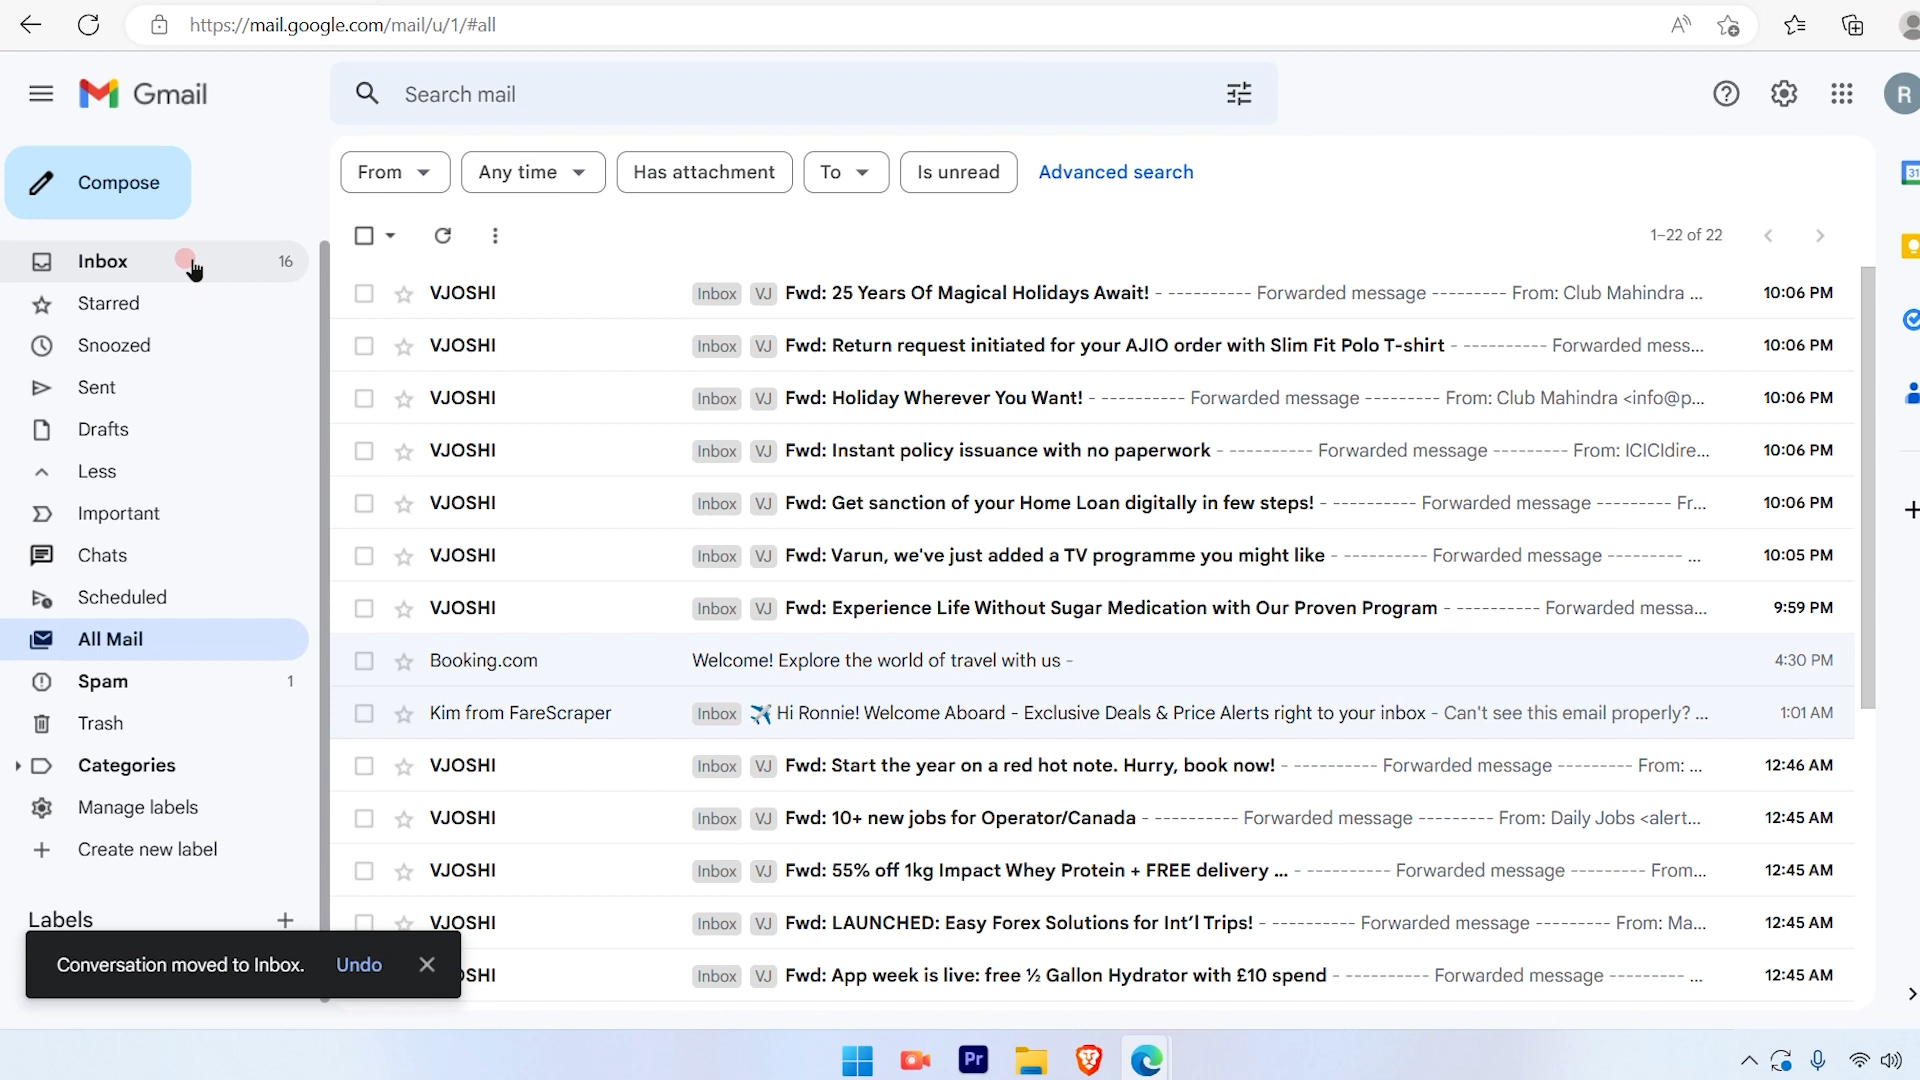 https://mail.google.com/mail/u/1/#all
Gmail
Search mail
R
Compose
From Any time Has attachment To Is unread Advanced search
31
1–22 of 22
Inbox 16
Starred
Snoozed
Sent
Drafts
Less
Important
Chats
Scheduled
All Mail
Spam 1
Trash
Categories
Manage labels
Create new label
Labels
VJOSHI Inbox VJ Fwd: 25 Years Of Magical Holidays Await! - ---------- Forwarded message --------- From: Club Mahindra ... 10:06 PM
VJOSHI Inbox VJ Fwd: Return request initiated for your AJIO order with Slim Fit Polo T-shirt - ---------- Forwarded mess... 10:06 PM
VJOSHI Inbox VJ Fwd: Holiday Wherever You Want! - ---------- Forwarded message --------- From: Club Mahindra <info@p... 10:06 PM
VJOSHI Inbox VJ Fwd: Instant policy issuance with no paperwork - ---------- Forwarded message --------- From: ICICIdire... 10:06 PM
VJOSHI Inbox VJ Fwd: Get sanction of your Home Loan digitally in few steps! - ---------- Forwarded message --------- Fr... 10:06 PM
VJOSHI Inbox VJ Fwd: Varun, we've just added a TV programme you might like - ---------- Forwarded message --------- ... 10:05 PM
VJOSHI Inbox VJ Fwd: Experience Life Without Sugar Medication with Our Proven Program - ---------- Forwarded messa... 9:59 PM
Booking.com Welcome! Explore the world of travel with us - 4:30 PM
Kim from FareScraper Inbox ✈️ Hi Ronnie! Welcome Aboard - Exclusive Deals & Price Alerts right to your inbox - Can't see this email properly? ... 1:01 AM
VJOSHI Inbox VJ Fwd: Start the year on a red hot note. Hurry, book now! - ---------- Forwarded message --------- From: ... 12:46 AM
VJOSHI Inbox VJ Fwd: 10+ new jobs for Operator/Canada - ---------- Forwarded message --------- From: Daily Jobs <alert... 12:45 AM
VJOSHI Inbox VJ Fwd: 55% off 1kg Impact Whey Protein + FREE delivery ... - ---------- Forwarded message --------- From... 12:45 AM
VJOSHI Inbox VJ Fwd: LAUNCHED: Easy Forex Solutions for Int'l Trips! - ---------- Forwarded message --------- From: Ma... 12:45 AM
SHI Inbox VJ Fwd: App week is live: free ½ Gallon Hydrator with £10 spend - ---------- Forwarded message --------- ... 12:45 AM
Conversation moved to Inbox. Undo
Pr